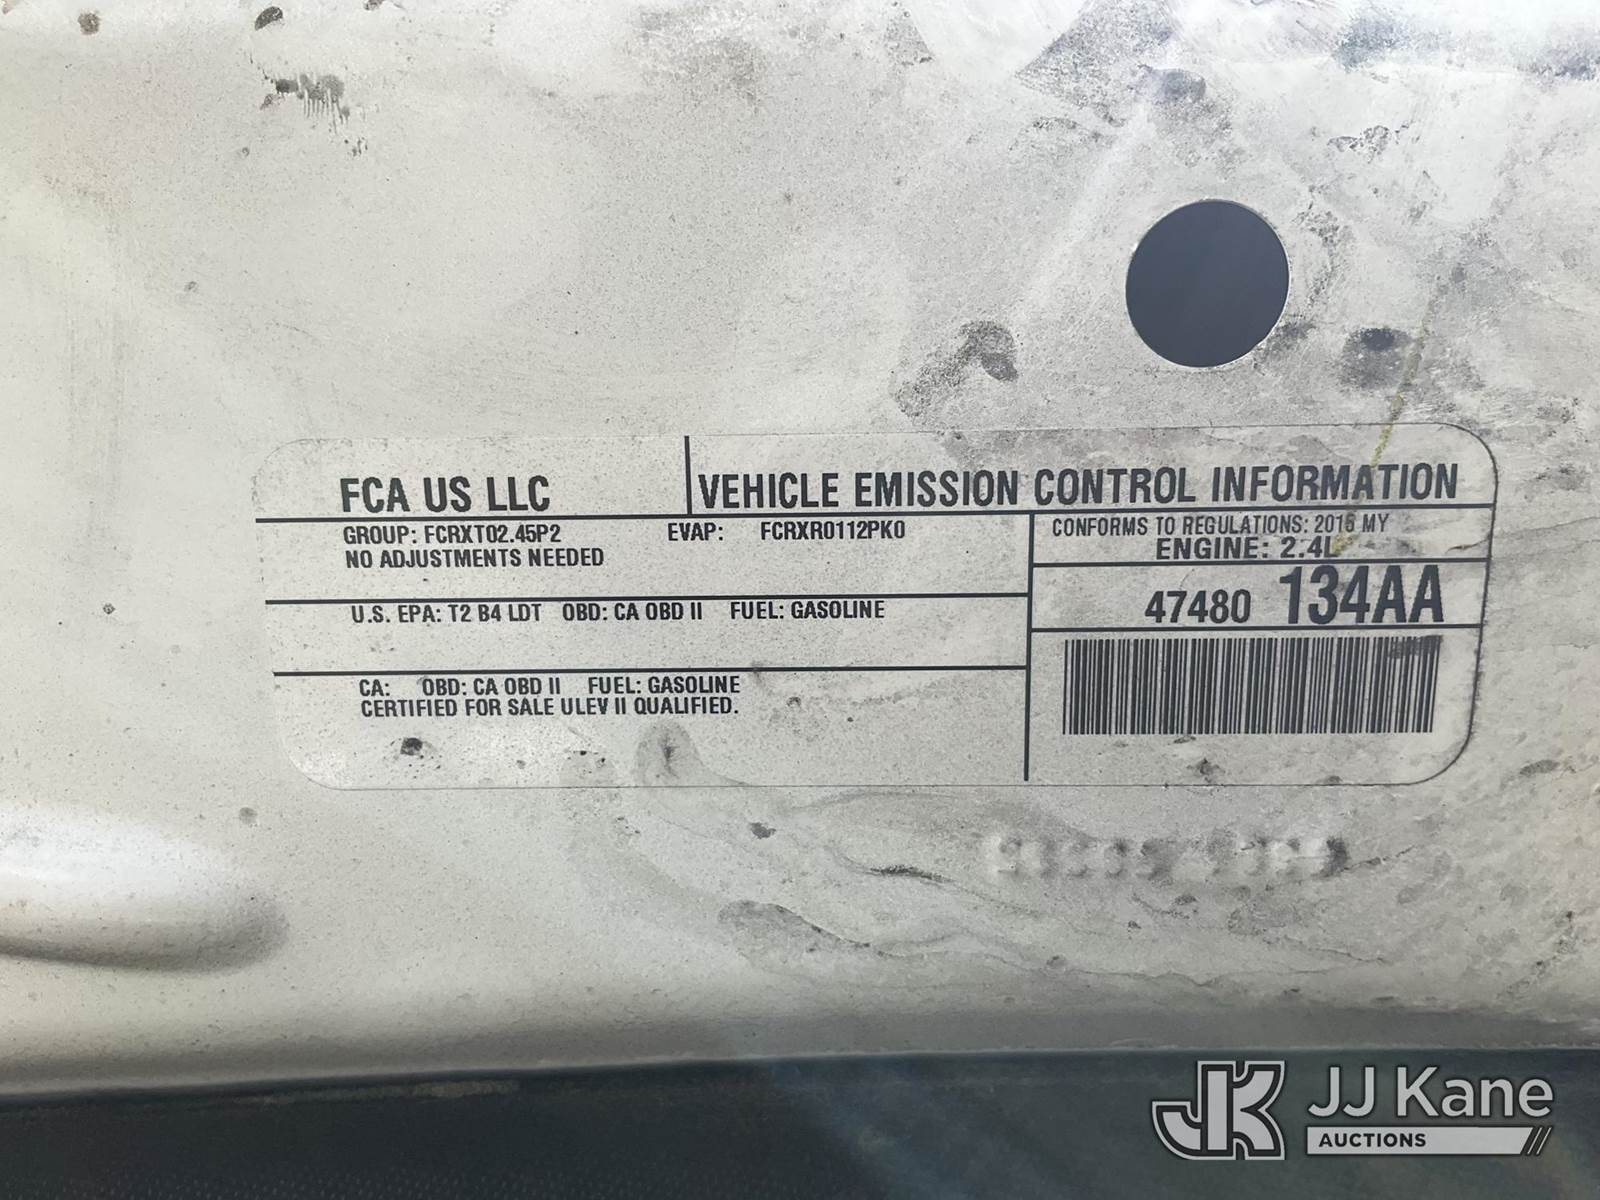 FCA US LLC
VEHICLE EMISSION CONTROL INFORMATION
GROUP: FCRXT02.45P2 EVAP: FCRXR0112PK0
NO ADJUSTMENTS NEEDED
CONFORMS TO REGULATIONS: 2015 MY
ENGINE: 2.4L
U.S. EPA: T2 B4 LDT OBD: CA OBD II FUEL: GASOLINE
47480 134AA
CA: OBD: CA OBD II FUEL: GASOLINE
CERTIFIED FOR SALE ULEV II QUALIFIED.
JK JJ Kane
AUCTIONS